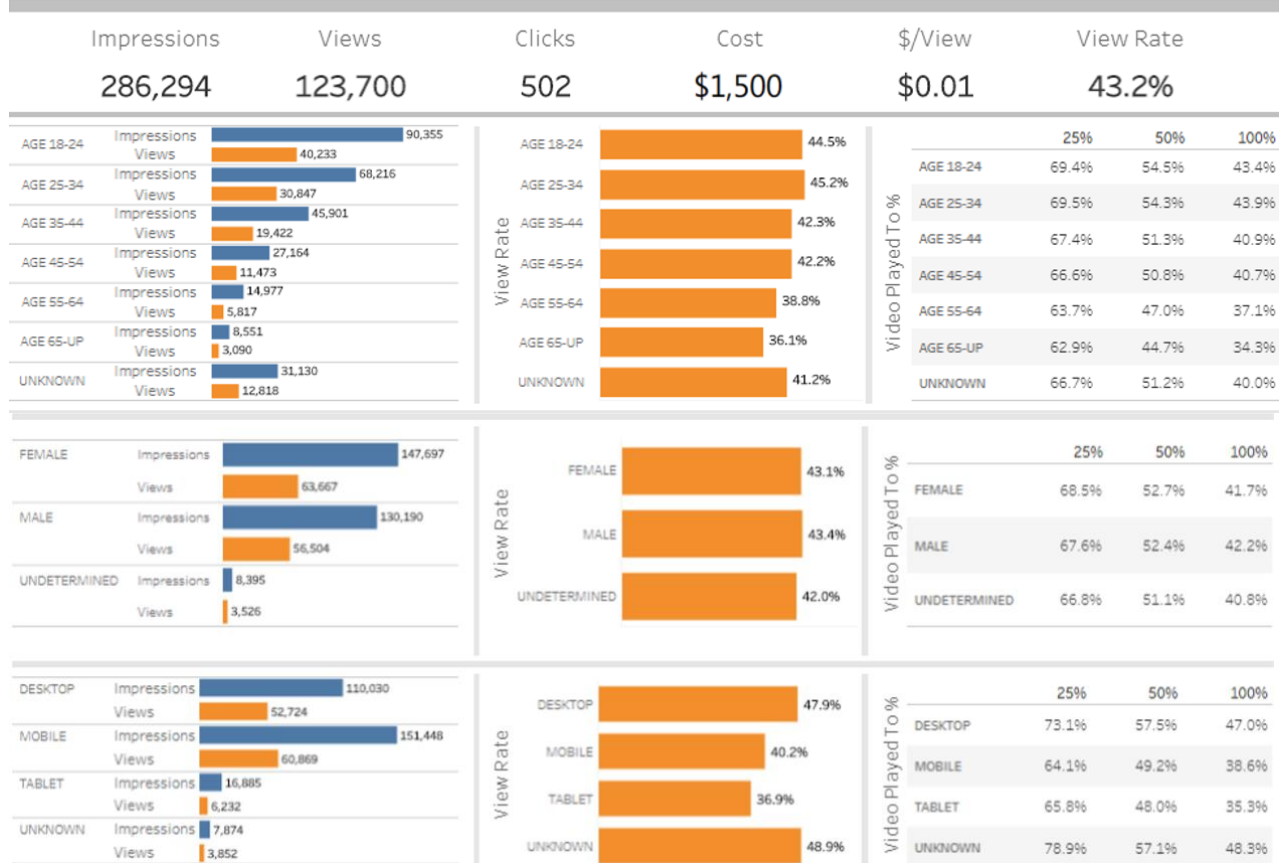 Impressions Views Clicks Cost $/View View Rate
286,294 123,700 502 $1,500 $0.01 43.2%
AGE 18-24 Impressions 90,355
Views 40,233
AGE 25-34 Impressions 68,216
Views 30,847
AGE 35-44 Impressions 45,901
Views 19,422
AGE 45-54 Impressions 27,164
Views 11,473
AGE 55-64 Impressions 14,977
Views 5,817
AGE 65-UP Impressions 8,551
Views 3,090
UNKNOWN Impressions 31,130
Views 12,818
View Rate
AGE 18-24 44.5%
AGE 25-34 45.2%
AGE 35-44 42.3%
AGE 45-54 42.2%
AGE 55-64 38.8%
AGE 65-UP 36.1%
UNKNOWN 41.2%
Video Played To %
25% 50% 100%
AGE 18-24 69.4% 54.5% 43.4%
AGE 25-34 69.5% 54.3% 43.9%
AGE 35-44 67.4% 51.3% 40.9%
AGE 45-54 66.6% 50.8% 40.7%
AGE 55-64 63.7% 47.0% 37.1%
AGE 65-UP 62.9% 44.7% 34.3%
UNKNOWN 66.7% 51.2% 40.0%
FEMALE Impressions 147,697
Views 63,667
MALE Impressions 130,190
Views 56,504
UNDETERMINED Impressions 8,395
Views 3,526
View Rate
FEMALE 43.1%
MALE 43.4%
UNDETERMINED 42.0%
Video Played To %
25% 50% 100%
FEMALE 68.5% 52.7% 41.7%
MALE 67.6% 52.4% 42.2%
UNDETERMINED 66.8% 51.1% 40.8%
DESKTOP Impressions 110,030
Views 52,724
MOBILE Impressions 151,448
Views 60,869
TABLET Impressions 16,885
Views 6,232
UNKNOWN Impressions 7,874
Views 3,852
View Rate
DESKTOP 47.9%
MOBILE 40.2%
TABLET 36.9%
UNKNOWN 48.9%
Video Played To %
25% 50% 100%
DESKTOP 73.1% 57.5% 47.0%
MOBILE 64.1% 49.2% 38.6%
TABLET 65.8% 48.0% 35.3%
UNKNOWN 78.9% 57.1% 48.3%